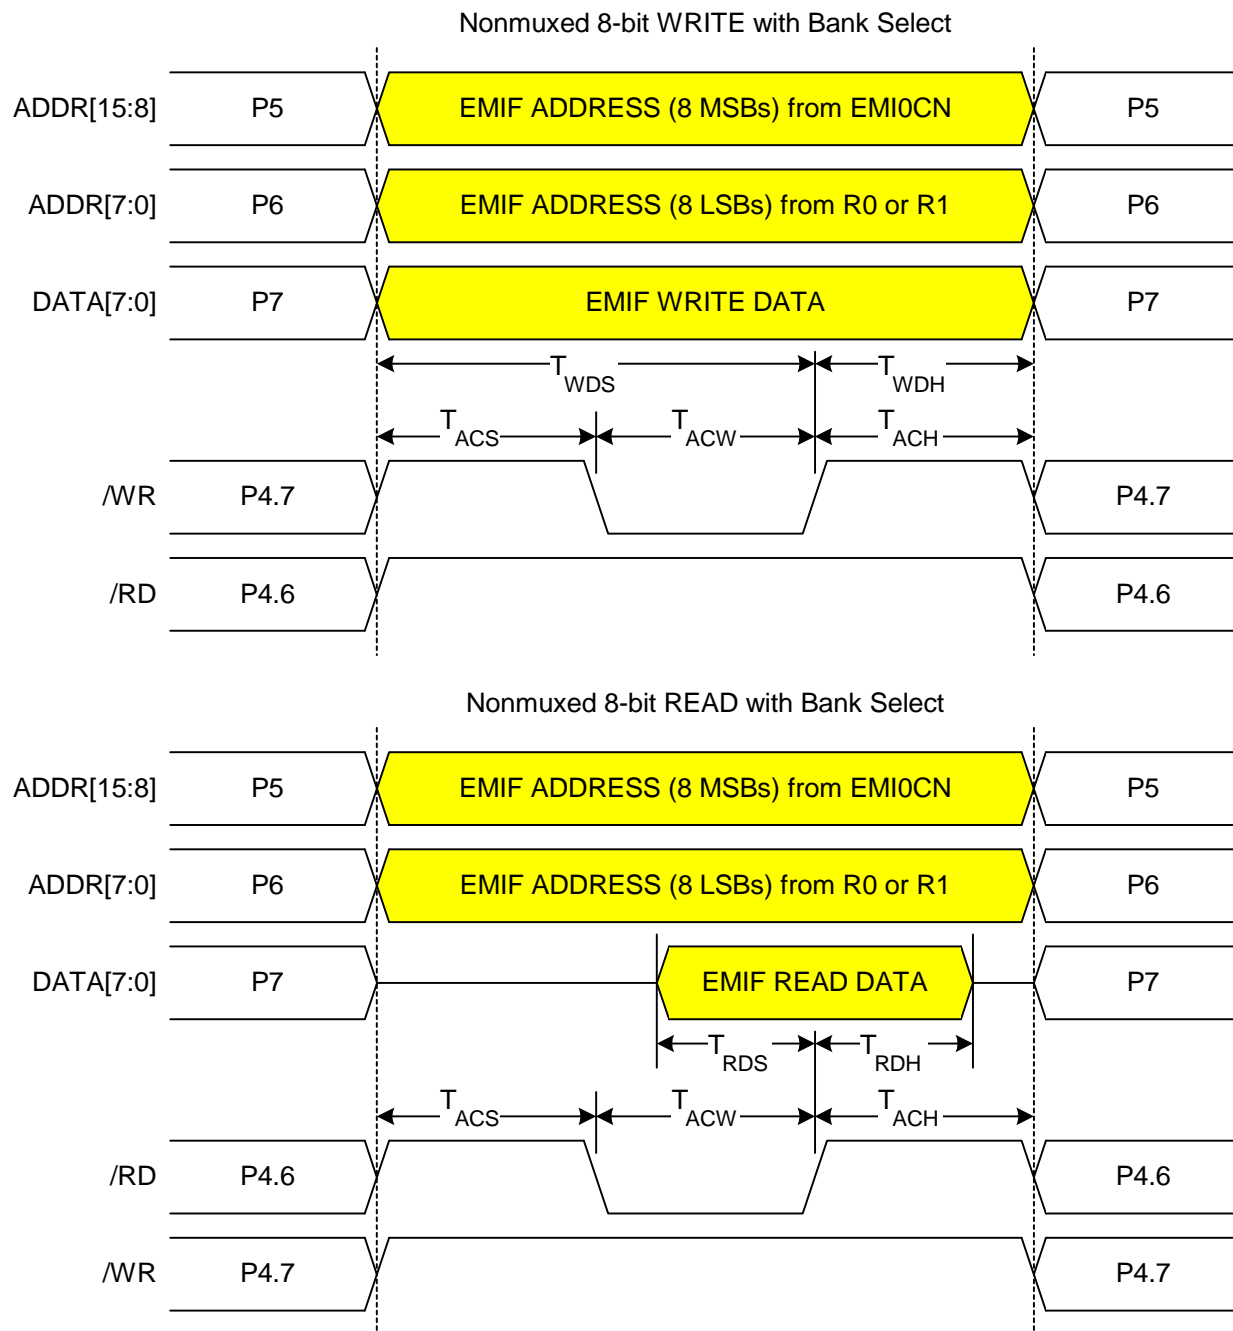 Nonmuxed 8-bit WRITE with Bank Select
ADDR[15:8] P5 EMIF ADDRESS (8 MSBs) from EMI0CN P5
ADDR[7:0] P6 EMIF ADDRESS (8 LSBs) from R0 or R1 P6
DATA[7:0] P7 EMIF WRITE DATA P7
TWDS TWDH
TACS TACW TACH
/WR P4.7 P4.7
/RD P4.6 P4.6
Nonmuxed 8-bit READ with Bank Select
ADDR[15:8] P5 EMIF ADDRESS (8 MSBs) from EMI0CN P5
ADDR[7:0] P6 EMIF ADDRESS (8 LSBs) from R0 or R1 P6
DATA[7:0] P7 EMIF READ DATA P7
TRDS TRDH
TACS TACW TACH
/RD P4.6 P4.6
/WR P4.7 P4.7